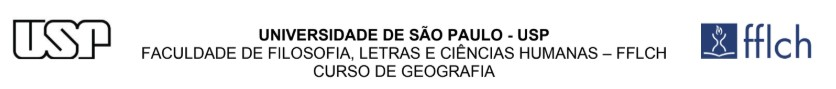 USP
UNIVERSIDADE DE SÃO PAULO - USP
FACULDADE DE FILOSOFIA, LETRAS E CIÊNCIAS HUMANAS – FFLCH
CURSO DE GEOGRAFIA
fflch